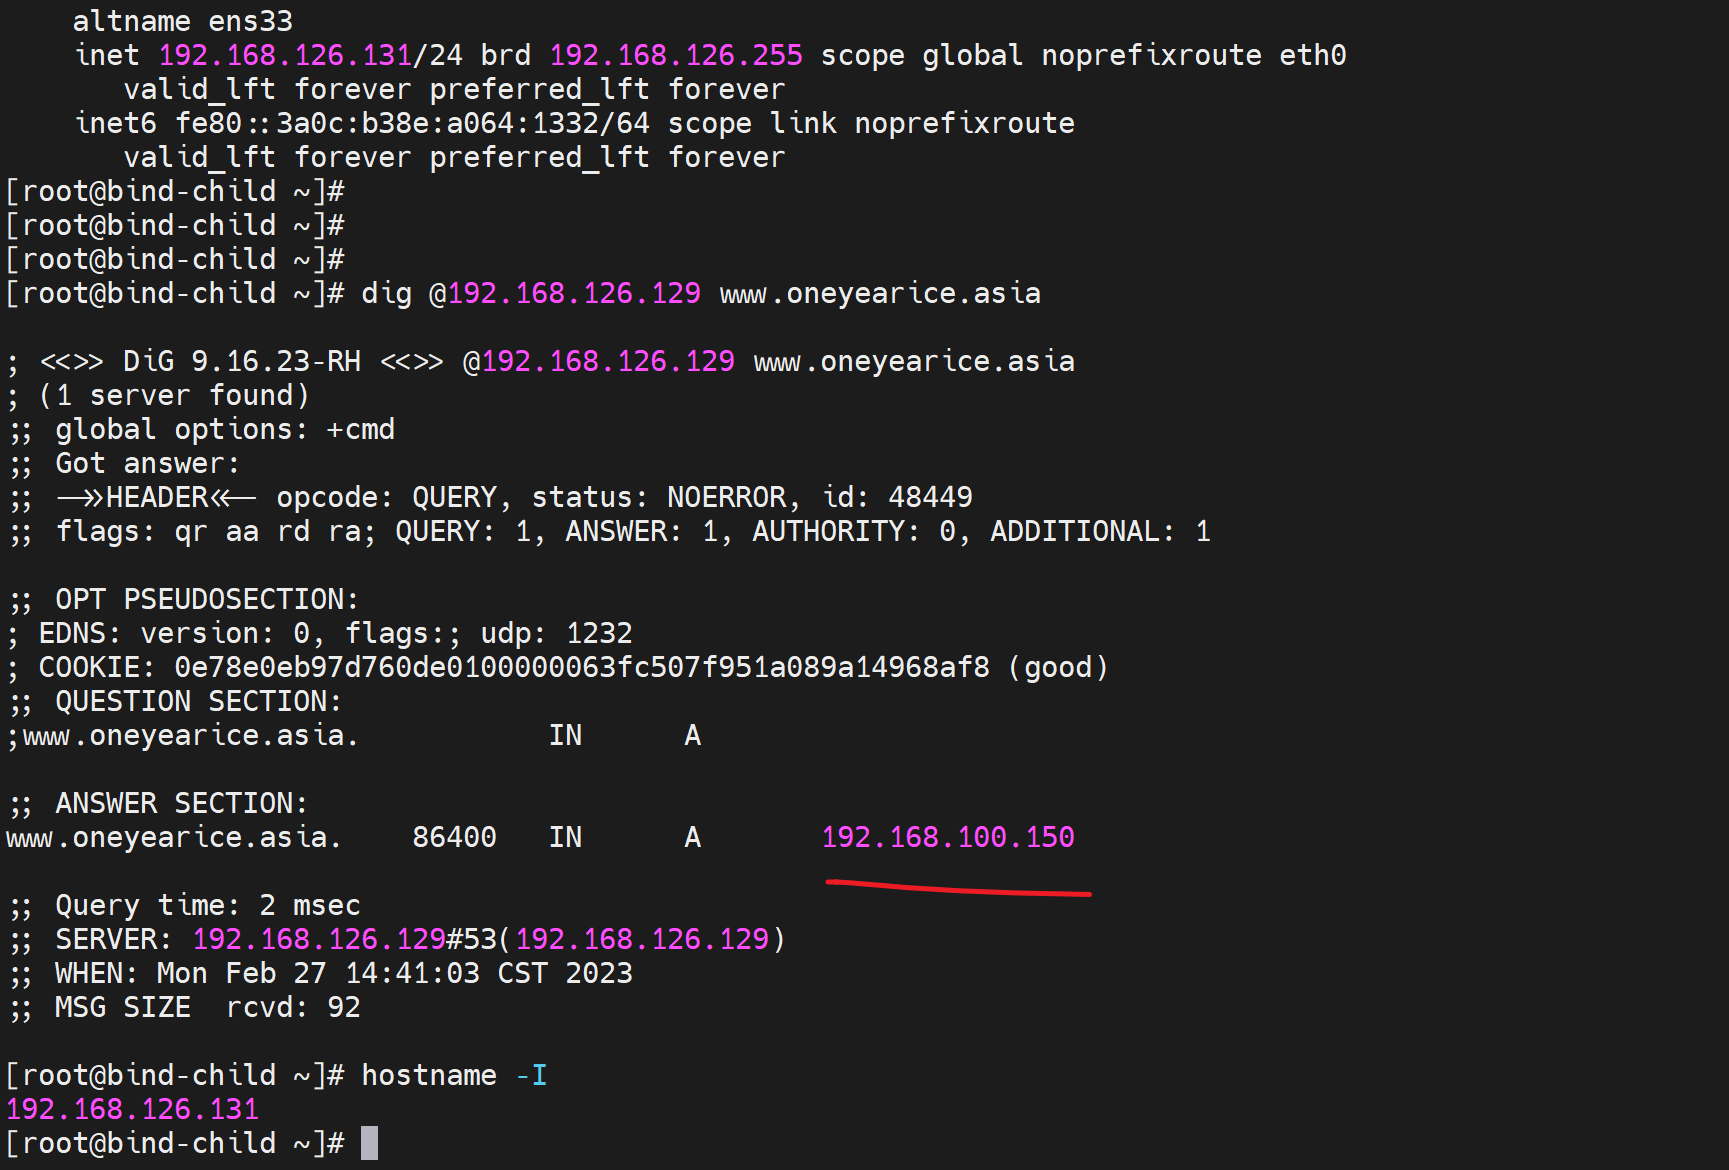 altname ens33
inet 192.168.126.131/24 brd 192.168.126.255 scope global noprefixroute eth0
valid_lft forever preferred_lft forever
inet6 fe80::3a0c:b38e:a064:1332/64 scope link noprefixroute
valid_lft forever preferred_lft forever
[root@bind-child ~]#
[root@bind-child ~]#
[root@bind-child ~]#
[root@bind-child ~]# dig @192.168.126.129 www.oneyearice.asia
; <<>> DiG 9.16.23-RH <<>> @192.168.126.129 www.oneyearice.asia
; (1 server found)
;; global options: +cmd
;; Got answer:
;; ->>HEADER<<- opcode: QUERY, status: NOERROR, id: 48449
;; flags: qr aa rd ra; QUERY: 1, ANSWER: 1, AUTHORITY: 0, ADDITIONAL: 1
;; OPT PSEUDOSECTION:
; EDNS: version: 0, flags:; udp: 1232
; COOKIE: 0e78e0eb97d760de0100000063fc507f951a089a14968af8 (good)
;; QUESTION SECTION:
;www.oneyearice.asia. IN A
;; ANSWER SECTION:
www.oneyearice.asia. 86400 IN A 192.168.100.150
;; Query time: 2 msec
;; SERVER: 192.168.126.129#53(192.168.126.129)
;; WHEN: Mon Feb 27 14:41:03 CST 2023
;; MSG SIZE rcvd: 92
[root@bind-child ~]# hostname -I
192.168.126.131
[root@bind-child ~]#